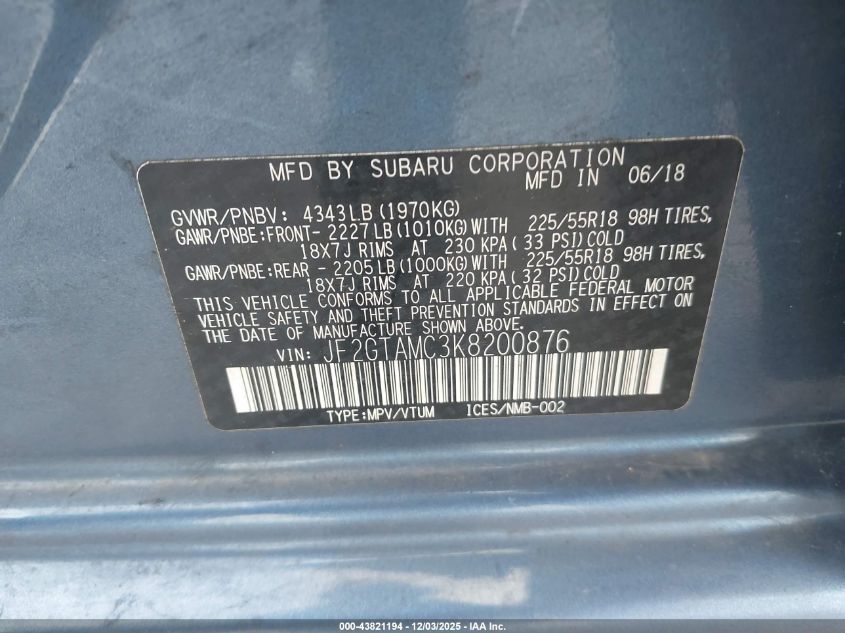 MFD BY SUBARU CORPORATION
MFD IN 06/18
GVWR/PNBV: 4343LB(1970KG)
GAWR/PNBE:FRONT- 2227LB(1010KG)WITH 225/55R18 98H TIRES,
18X7J RIMS AT 230 KPA( 33 PSI)COLD
GAWR/PNBE:REAR - 2205LB(1000KG)WITH 225/55R18 98H TIRES,
18X7J RIMS AT 220 KPA( 32 PSI)COLD
THIS VEHICLE CONFORMS TO ALL APPLICABLE FEDERAL MOTOR
VEHICLE SAFETY AND THEFT PREVENTION STANDARDS IN EFFECT ON
THE DATE OF MANUFACTURE SHOWN ABOVE.
VIN: JF2GTAMC3K8200876
TYPE:MPV/VTUM ICES/NMB-002
000-43821194 - 12/03/2025 - IAA Inc.